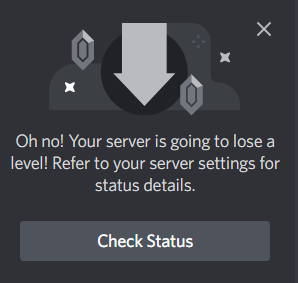 Oh no! Your server is going to lose a
level! Refer to your server settings for
status details.
Check Status